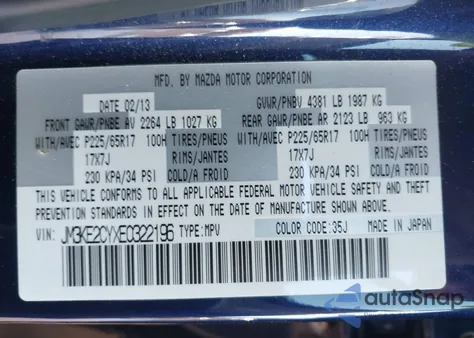 MFD. BY MAZDA MOTOR CORPORATION
DATE 02/13 GVWR/PNBV 4381 LB 1987 KG
FRONT GAWR/PNBE AV 2264 LB 1027 KG REAR GAWR/PNBE AR 2123 LB 963 KG
WITH/AVEC P225/65R17 100H TIRES/PNEUS WITH/AVEC P225/65R17 100H TIRES/PNEUS
17X7J RIMS/JANTES 17X7J RIMS/JANTES
230 KPA/34 PSI COLD/A FROID 230 KPA/34 PSI COLD/A FROID
THIS VEHICLE CONFORMS TO ALL APPLICABLE FEDERAL MOTOR VEHICLE SAFETY AND THEFT
PREVENTION STANDARDS IN EFFECT ON THE DATE OF MANUFACTURE SHOWN ABOVE.
VIN: JM3KE2CYXE0322196 TYPE:MPV COLOR CODE:35J MADE IN JAPAN
autoSnap